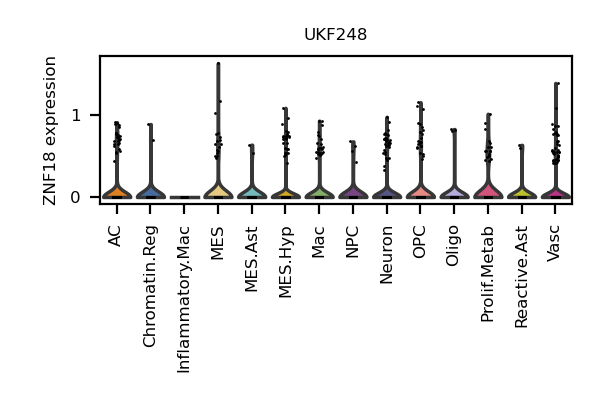 UKF248
ZNF18 expression
1
0
AC
Chromatin.Reg
Inflammatory.Mac
MES
MES.Ast
MES.Hyp
Mac
NPC
Neuron
OPC
Oligo
Prolif.Metab
Reactive.Ast
Vasc